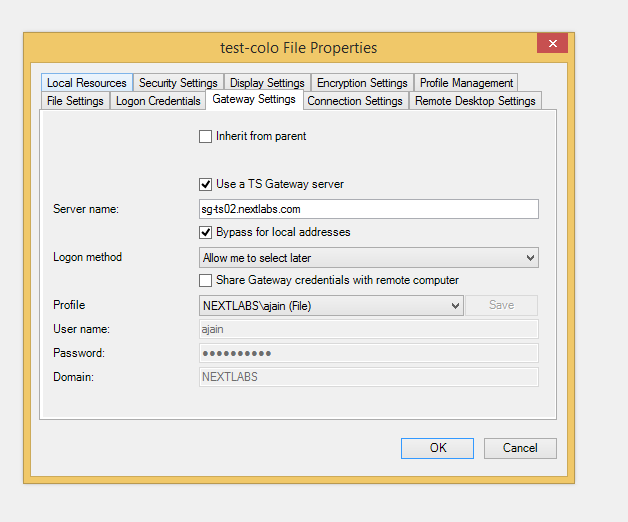 test-colo File Properties
Local Resources Security Settings Display Settings Encryption Settings Profile Management
File Settings Logon Credentials Gateway Settings Connection Settings Remote Desktop Settings
Inherit from parent
Use a TS Gateway server
Server name: sg-ts02.nextlabs.com
Bypass for local addresses
Logon method Allow me to select later
Share Gateway credentials with remote computer
Profile NEXTLABS\ajain (File) Save
User name: ajain
Password: ●●●●●●●●●●
Domain: NEXTLABS
OK Cancel